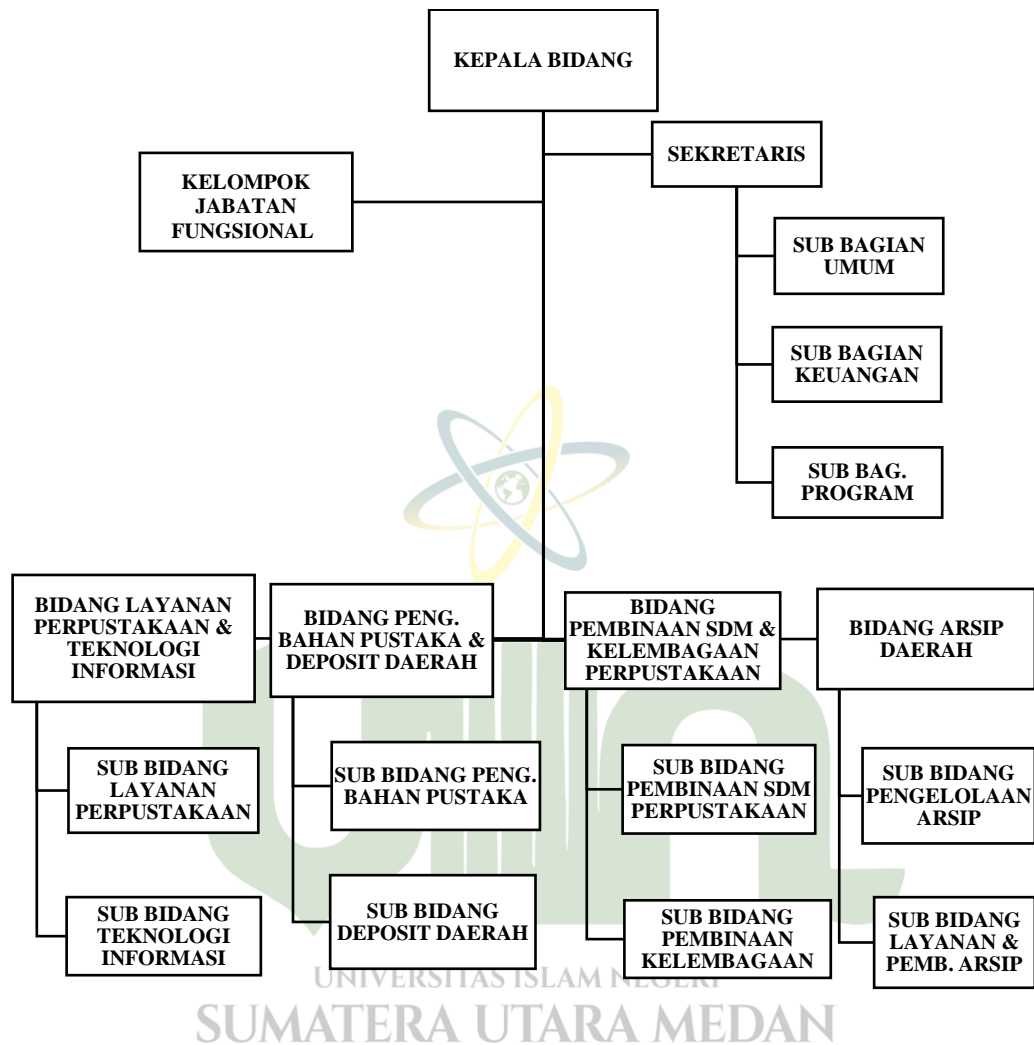 KEPALA BIDANG
SEKRETARIS
KELOMPOK
JABATAN
FUNGSIONAL
SUB BAGIAN
UMUM
SUB BAGIAN
KEUANGAN
SUB BAG.
PROGRAM
BIDANG LAYANAN
PERPUSTAKAAN &
TEKNOLOGI
INFORMASI
BIDANG PENG.
BAHAN PUSTAKA &
DEPOSIT DAERAH
BIDANG
PEMBINAAN SDM &
KELEMBAGAAN
PERPUSTAKAAN
BIDANG ARSIP
DAERAH
SUB BIDANG
LAYANAN
PERPUSTAKAAN
SUB BIDANG PENG.
BAHAN PUSTAKA
SUB BIDANG
PEMBINAAN SDM
PERPUSTAKAAN
SUB BIDANG
PENGELOLAAN
ARSIP
SUB BIDANG
TEKNOLOGI
INFORMASI
SUB BIDANG
DEPOSIT DAERAH
SUB BIDANG
PEMBINAAN
KELEMBAGAAN
SUB BIDANG
LAYANAN &
PEMB. ARSIP
UNIVERSITAS ISLAM NEGERI
SUMATERA UTARA MEDAN